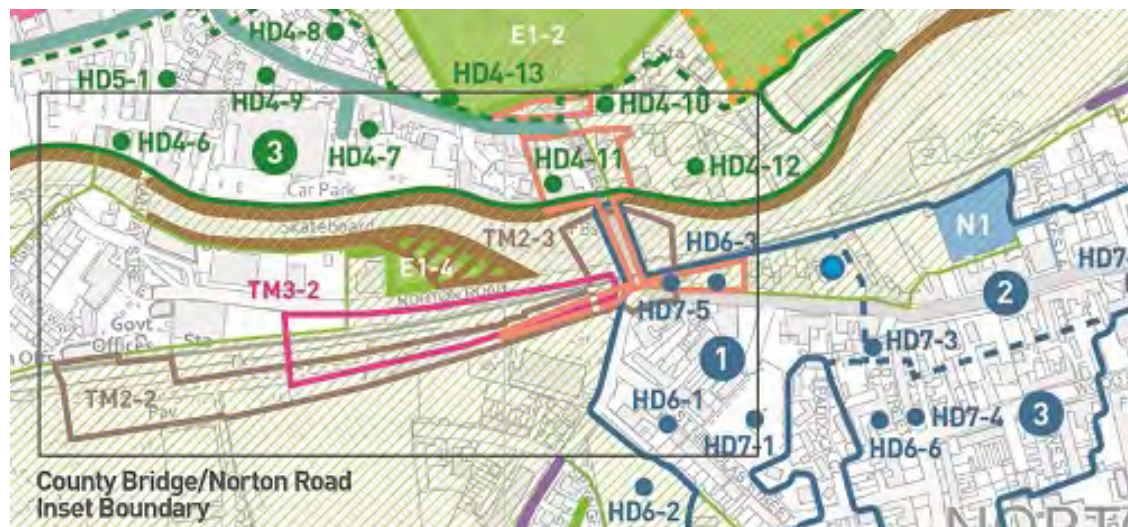 HD4-8
E1-2
F Sta
HD5-1
HD4-9
HD4-13
HD4-10
HD4-6
3
HD4-7
HD4-11
HD4-12
Car Park
Skateboard
TM2-3
HD6-3
N1
E1-4
TM3-2
HD7-5
2
Govt
Offices
Sta
HD7-3
1
TM2-2
Pav
HD6-1
HD7-1
HD7-4
3
HD6-6
County Bridge/Norton Road
Inset Boundary
HD6-2